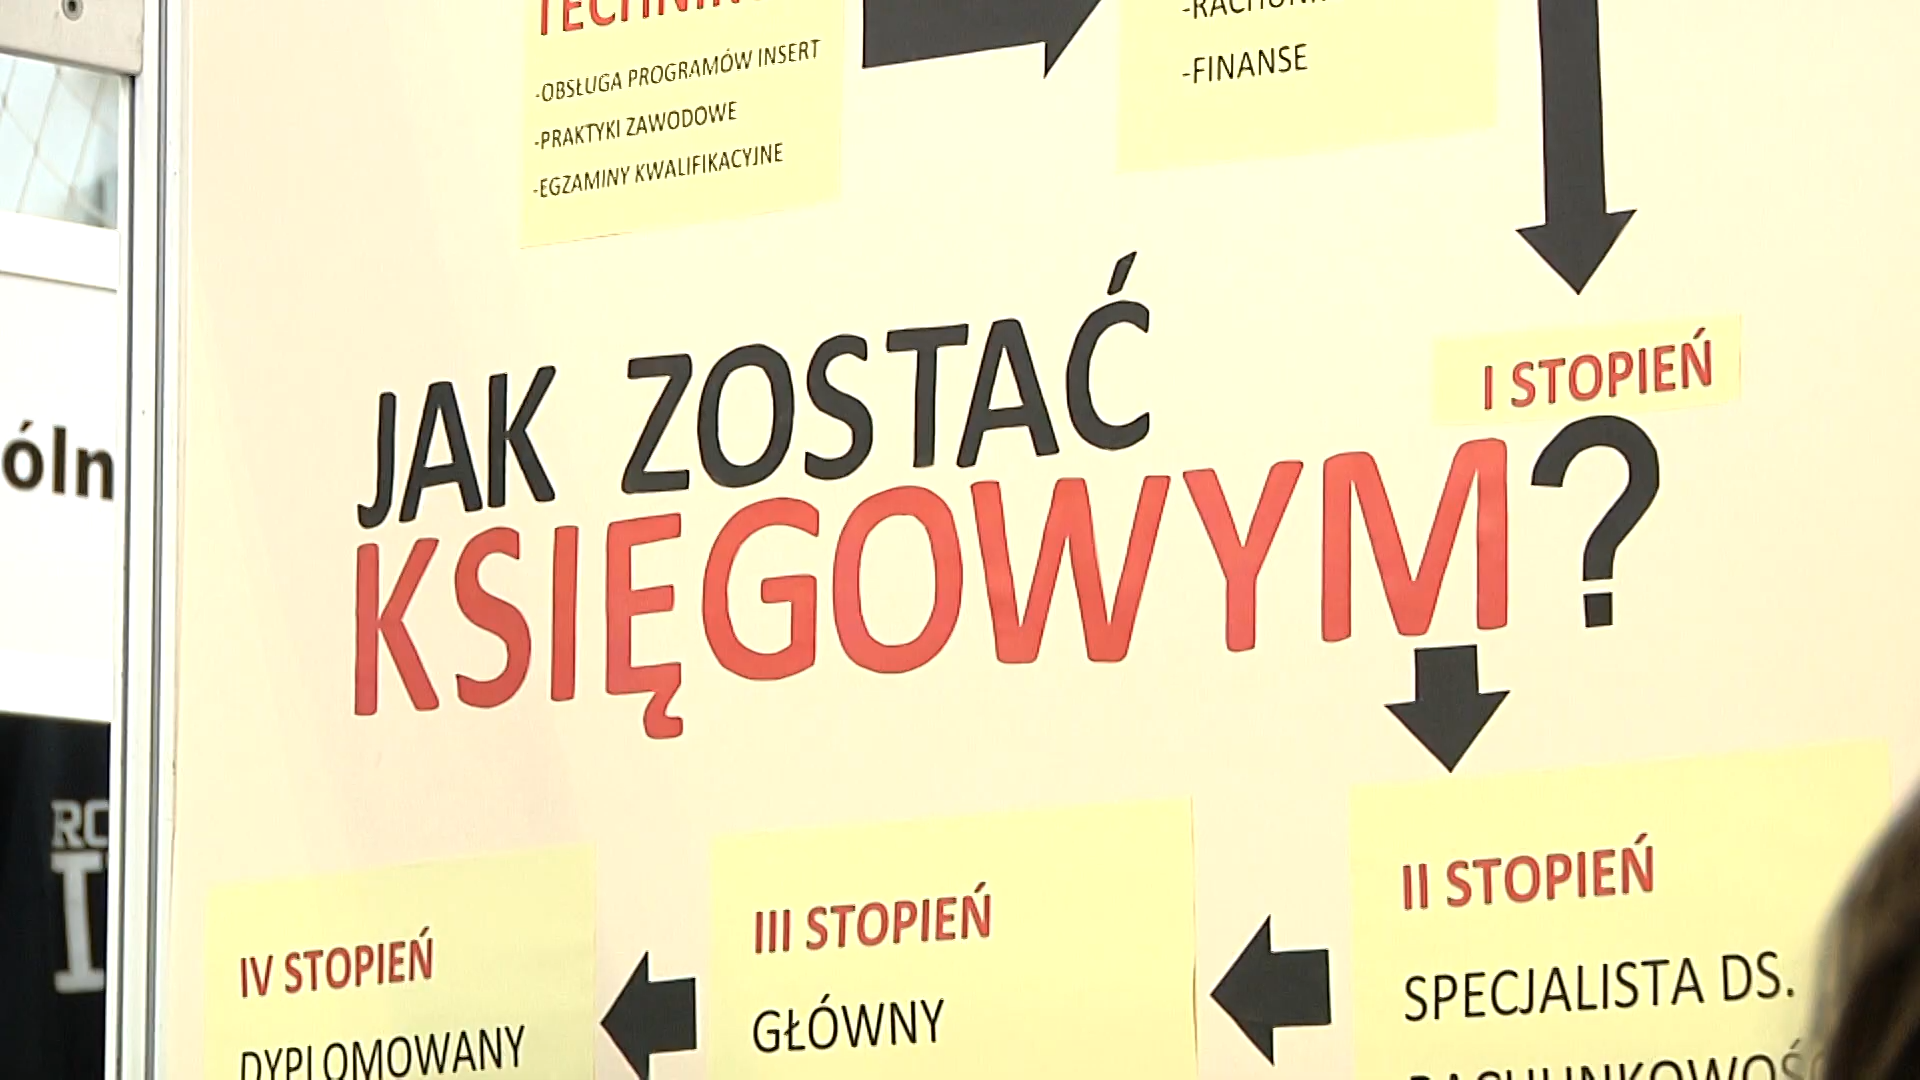 -OBSŁUGA PROGRAMÓW INSERT
-PRAKTYKI ZAWODOWE
-EGZAMINY KWALIFIKACYJNE
-FINANSE
I STOPIEŃ
JAK ZOSTAĆ
KSIĘGOWYM?
II STOPIEŃ
SPECJALISTA DS.
III STOPIEŃ
GŁÓWNY
IV STOPIEŃ
DYPLOMOWANY